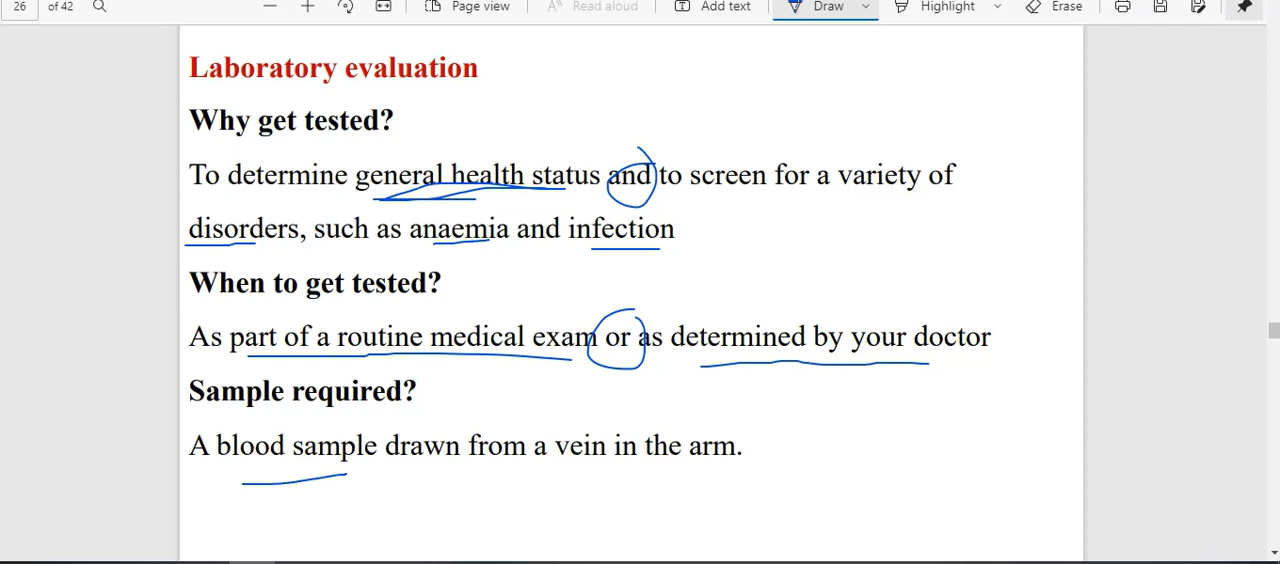 26 of 42 Page view Read aloud Add text Draw Highlight Erase
Laboratory evaluation
Why get tested?
To determine general health status and to screen for a variety of
disorders, such as anaemia and infection
When to get tested?
As part of a routine medical exam or as determined by your doctor
Sample required?
A blood sample drawn from a vein in the arm.